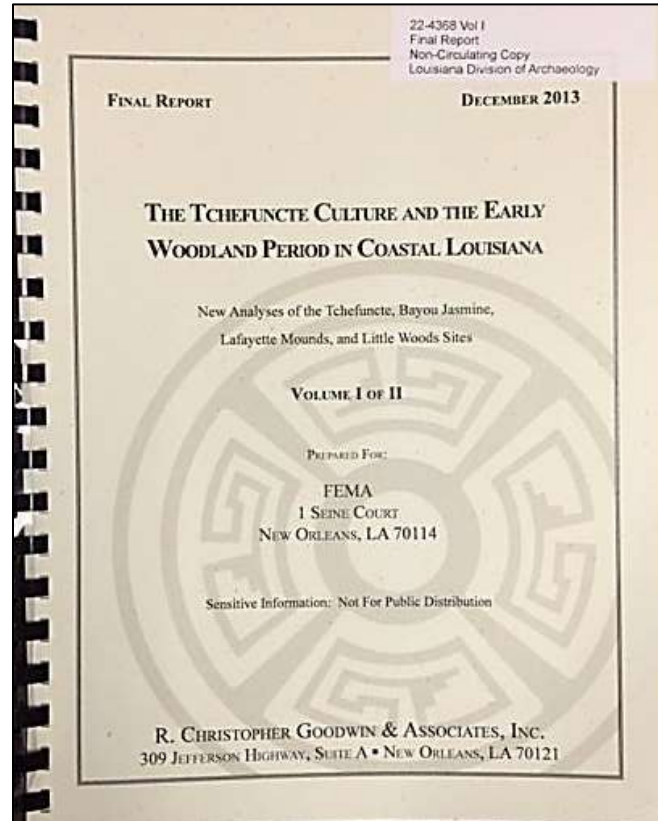 22-4368 Vol I
Final Report
Non-Circulating Copy
Louisiana Division of Archaeology
FINAL REPORT DECEMBER 2013
THE TCHEFUNCTE CULTURE AND THE EARLY
WOODLAND PERIOD IN COASTAL LOUISIANA
New Analyses of the Tchefuncte, Bayou Jasmine,
Lafayette Mounds, and Little Woods Sites
VOLUME I OF II
PREPARED FOR:
FEMA
1 SEINE COURT
NEW ORLEANS, LA 70114
Sensitive Information: Not For Public Distribution
R. CHRISTOPHER GOODWIN & ASSOCIATES, INC.
309 JEFFERSON HIGHWAY, SUITE A • NEW ORLEANS, LA 70121